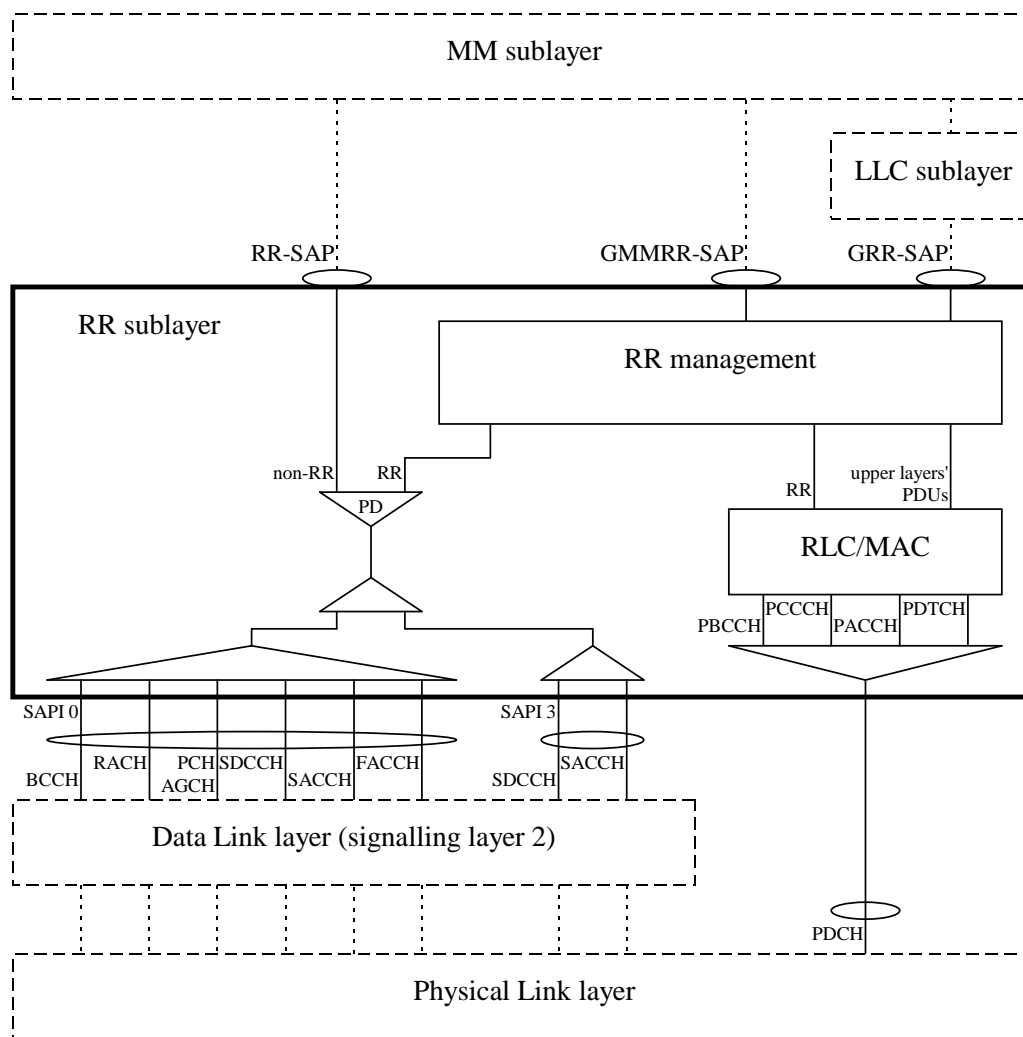 MM sublayer
LLC sublayer
RR-SAP
GMMRR-SAP
GRR-SAP
RR sublayer
RR management
non-RR
RR
PD
RR
upper layers'
PDUs
RLC/MAC
PBCCH
PCCCH
PACCH
PDTCH
SAPI 0
SAPI 3
BCCH
RACH
PCH
AGCH
SDCCH
SACCH
FACCH
SDCCH
SACCH
Data Link layer (signalling layer 2)
PDCH
Physical Link layer